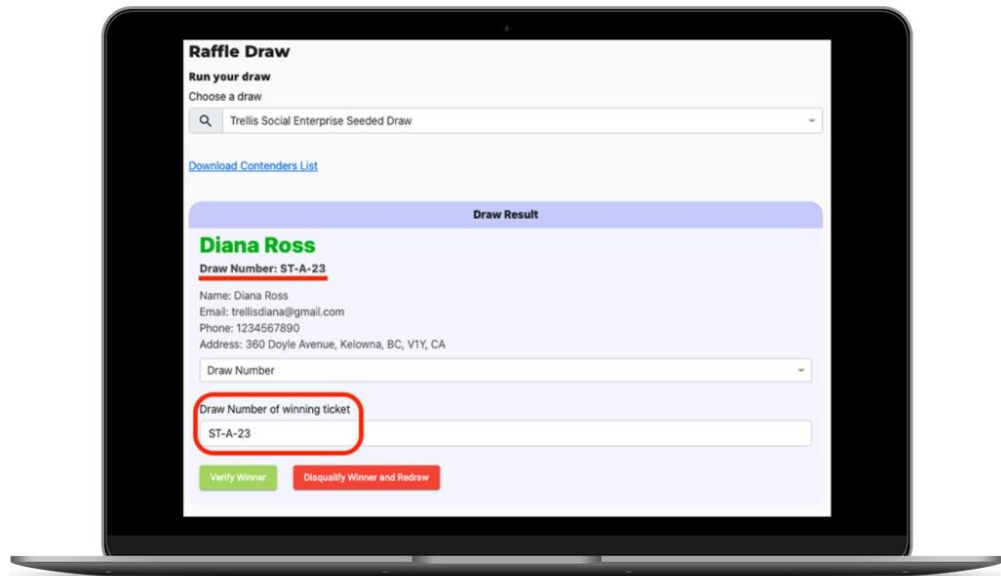 Raffle Draw
Run your draw
Choose a draw
Trellis Social Enterprise Seeded Draw
Download Contenders List
Draw Result
Diana Ross
Draw Number: ST-A-23
Name: Diana Ross
Email: trellisdiana@gmail.com
Phone: 1234567890
Address: 360 Doyle Avenue, Kelowna, BC, V1Y, CA
Draw Number
Draw Number of winning ticket
ST-A-23
Verify Winner Disqualify Winner and Redraw